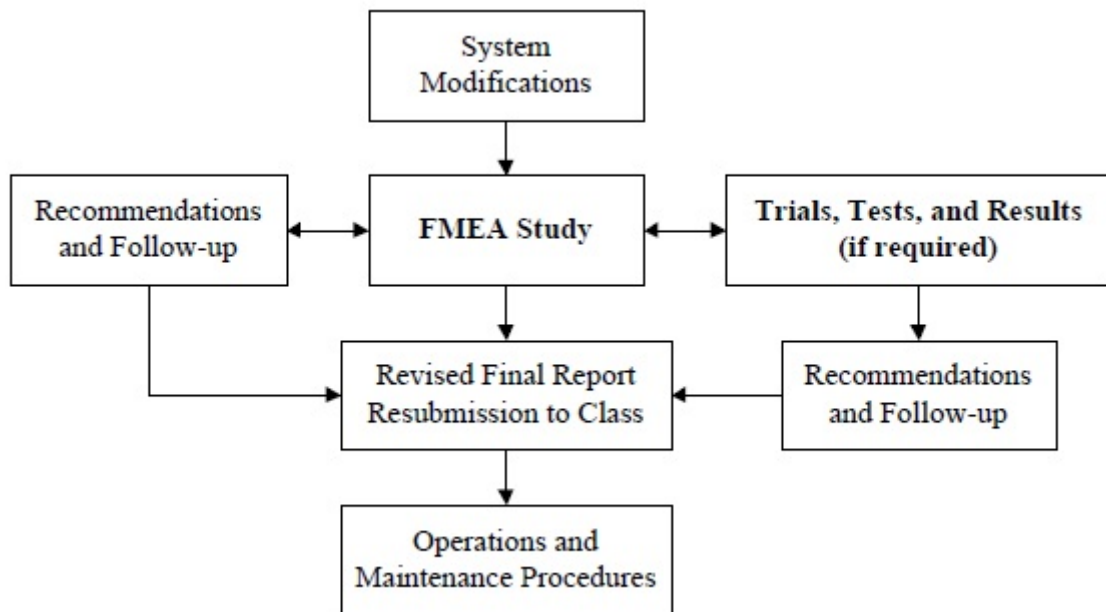 System
Modifications
Recommendations
and Follow-up
FMEA Study
Trials, Tests, and Results
(if required)
Revised Final Report
Resubmission to Class
Recommendations
and Follow-up
Operations and
Maintenance Procedures